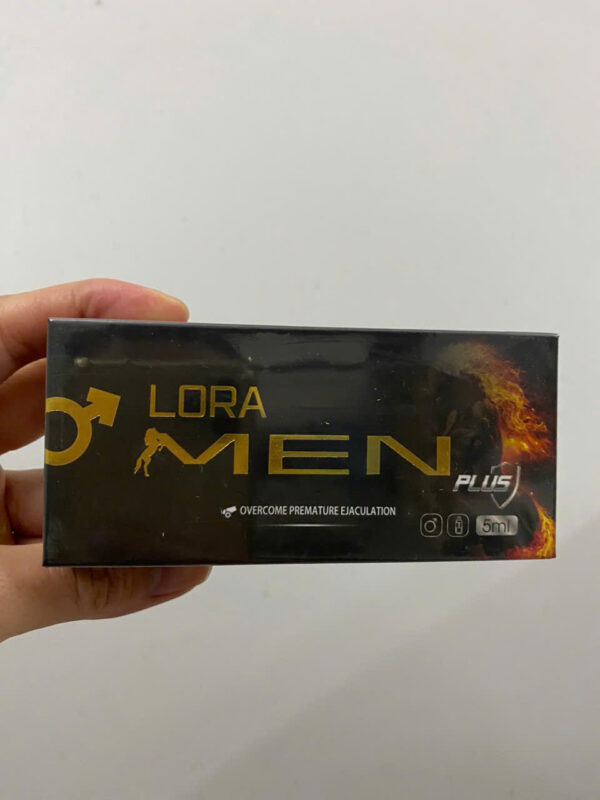 LORA
MEN
PLUS
OVERCOME PREMATURE EJACULATION
5ml